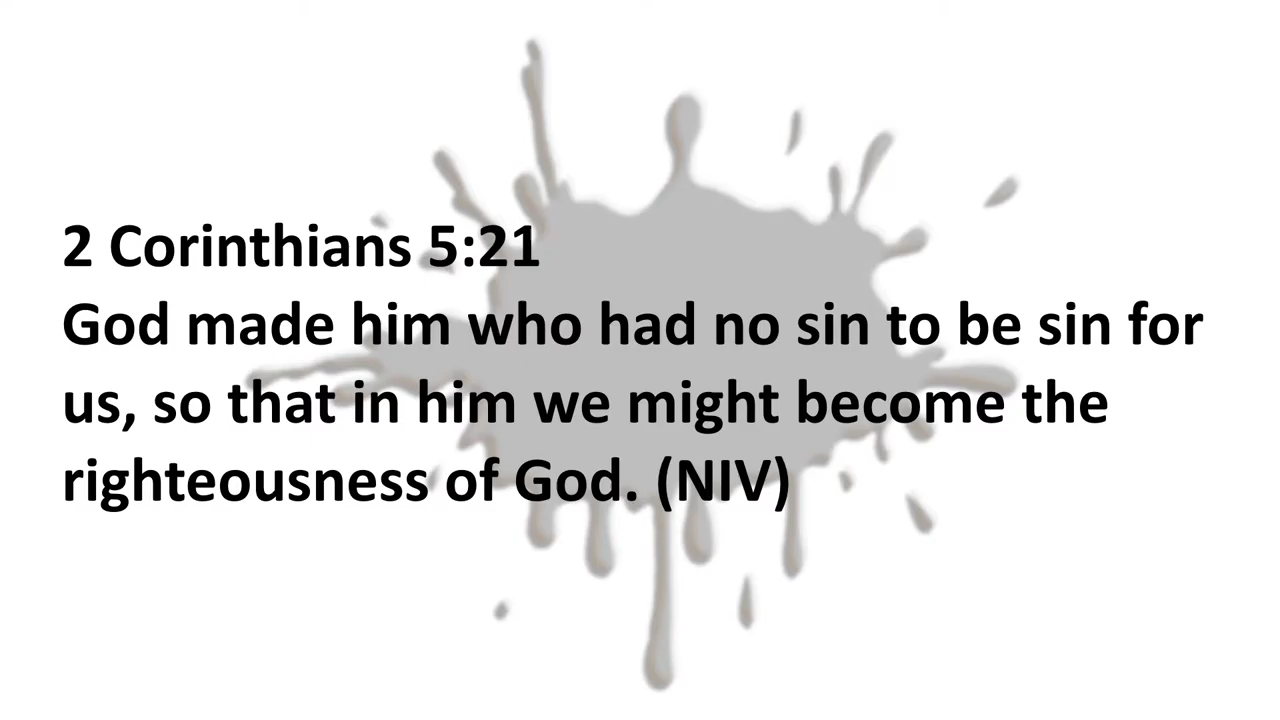 2 Corinthians 5:21
God made him who had no sin to be sin for
us, so that in him we might become the
righteousness of God. (NIV)